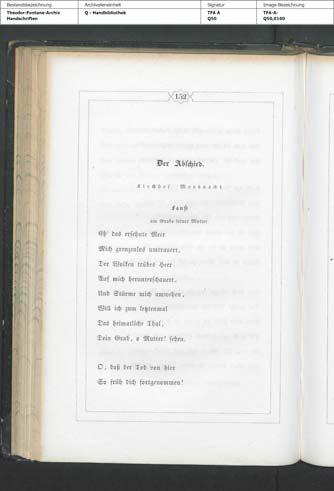 Bestandsbezeichnung
Theodor-Fontane-Archiv
Handschriften
Archivalieneinheit
Q - Handbibliothek
Signatur
TFA A
Q50
Image-Bezeichnung
TFA-A-
Q50,0160
152
Der Abschied.
Kirchhof. Mondnacht
Faust
am Grabe seiner Mutter
Eh' das ersehnte Meer
Mich grenzenlos umtrauert,
Der Wolken trübes Heer
Auf mich herunterschauert,
Und Stürme mich umwehen,
Will ich zum letztenmal
Das heimatliche Thal,
Dein Grab, o Mutter! sehen.
O, daß der Tod von hier
So früh dich fortgenommen!